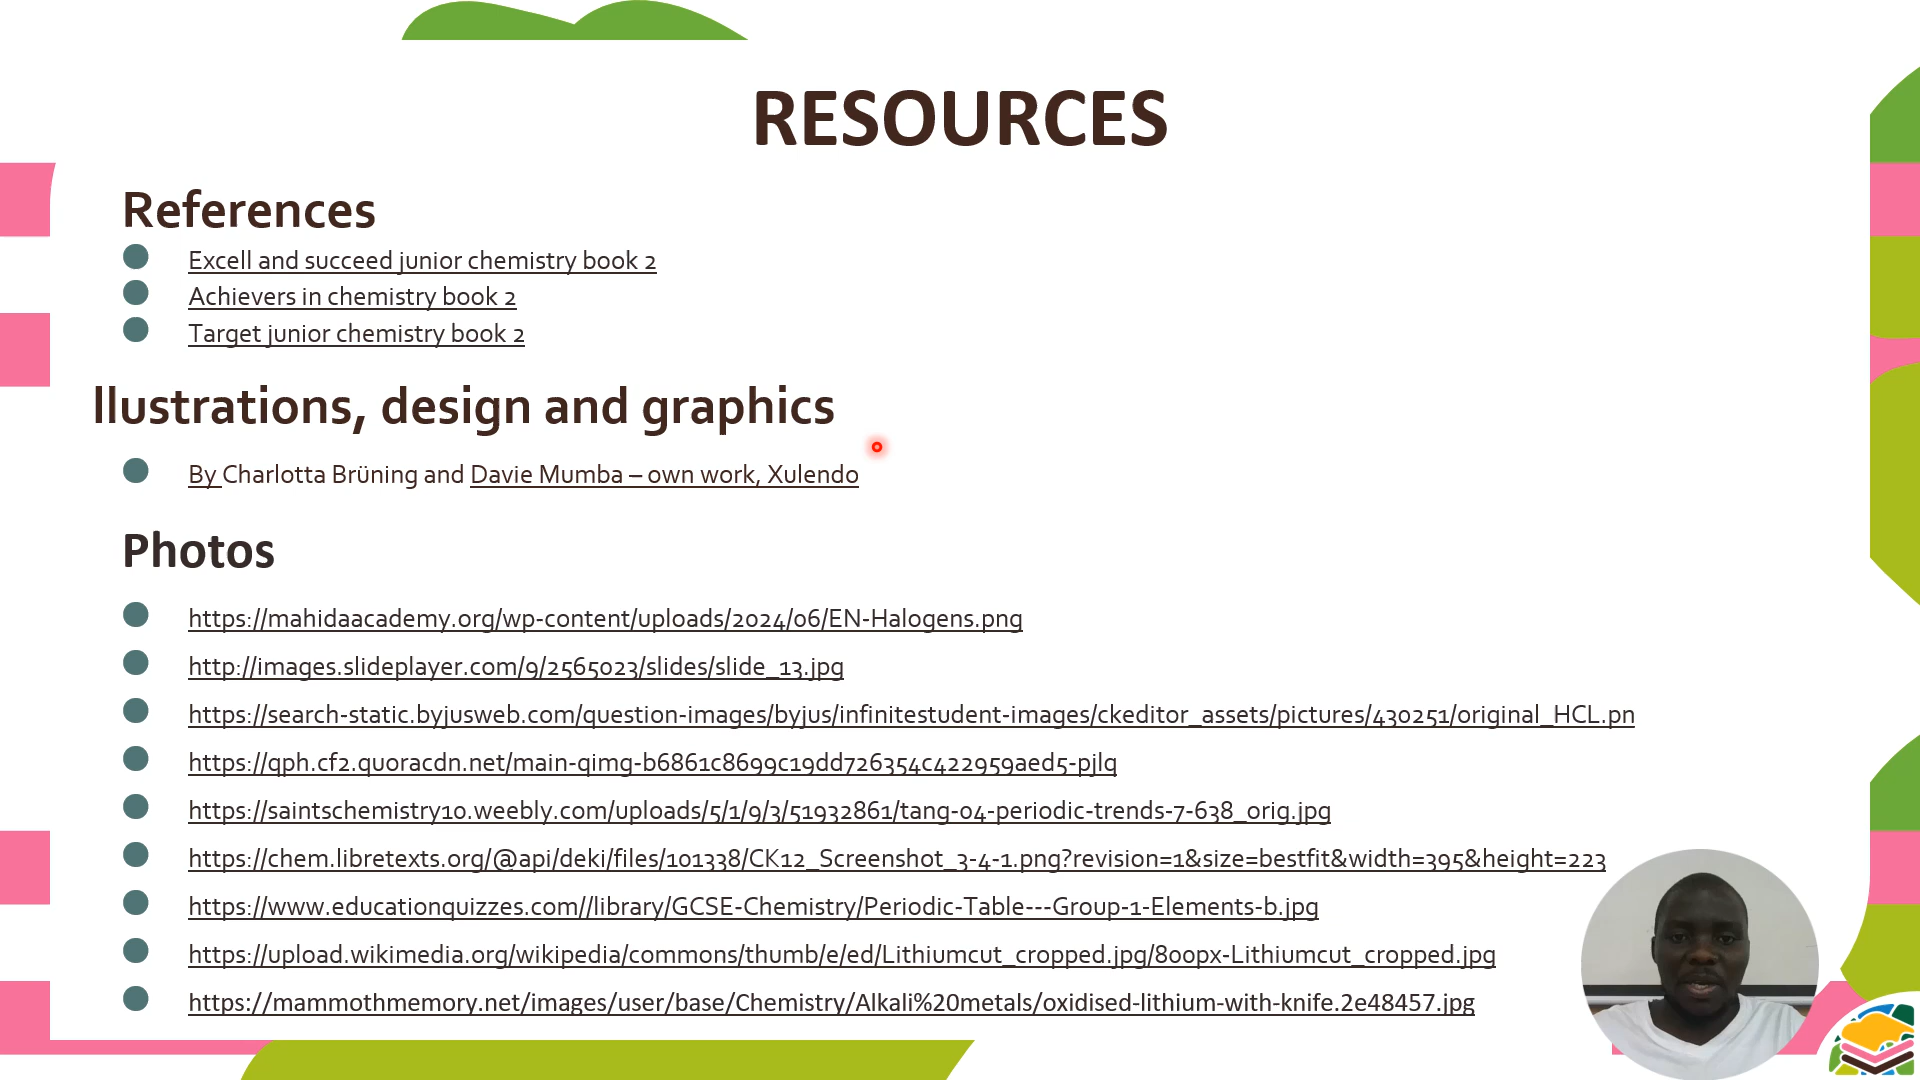 RESOURCES
References
Excell and succeed junior chemistry book 2
Achievers in chemistry book 2
Target junior chemistry book 2
llustrations, design and graphics
By Charlotta Brüning and Davie Mumba – own work, Xulendo
Photos
https://mahidaacademy.org/wp-content/uploads/2024/06/EN-Halogens.png
http://images.slideplayer.com/9/2565023/slides/slide_13.jpg
https://search-static.byjusweb.com/question-images/byjus/infinitestudent-images/ckeditor_assets/pictures/430251/original_HCL.pn
https://qph.cf2.quoracdn.net/main-qimg-b6861c8699c19dd726354c422959aed5-pjlq
https://saintschemistry10.weebly.com/uploads/5/1/9/3/51932861/tang-04-periodic-trends-7-638_orig.jpg
https://chem.libretexts.org/@api/deki/files/101338/CK12_Screenshot_3-4-1.png?revision=1&size=bestfit&width=395&height=223
https://www.educationquizzes.com//library/GCSE-Chemistry/Periodic-Table---Group-1-Elements-b.jpg
https://upload.wikimedia.org/wikipedia/commons/thumb/e/ed/Lithiumcut_cropped.jpg/800px-Lithiumcut_cropped.jpg
https://mammothmemory.net/images/user/base/Chemistry/Alkali%20metals/oxidised-lithium-with-knife.2e48457.jpg